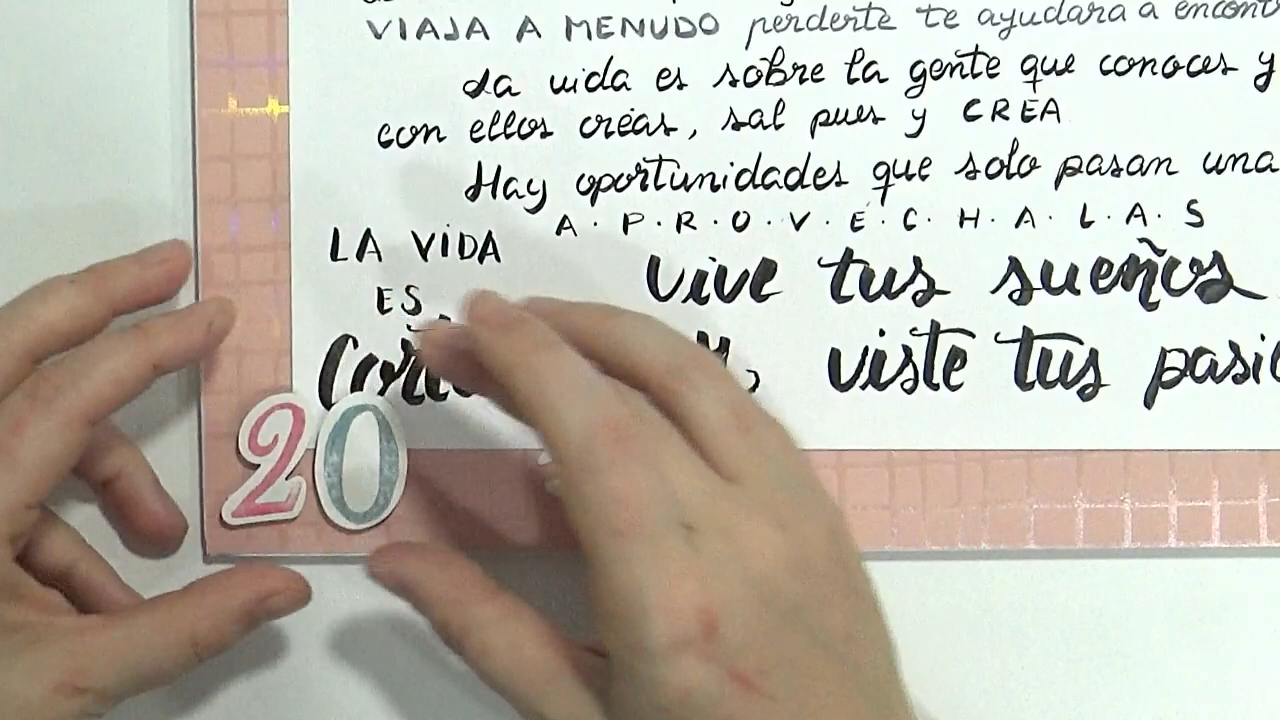 VIAJA A MENUDO perderte te ayudara a
La vida es sobre la gente que conoces y
con ellos creas, sal pues y CREA
Hay oportunidades que solo pasan una
A.P.R.O.V.E.C.H.A.L.A.S
LA VIDA
ES
vive tus sueños
viste tus
20